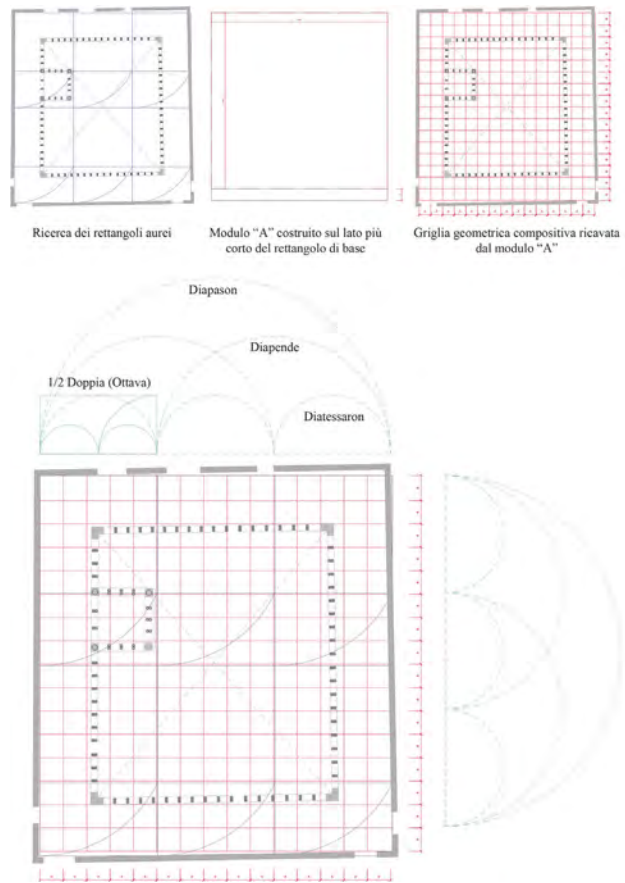 Ricerca dei rettangoli aurei
Modulo “A” costruito sul lato più
corto del rettangolo di base
Griglia geometrica compositiva ricavata
dal modulo “A”
Diapason
Diapende
1/2 Doppia (Ottava)
Diatessaron